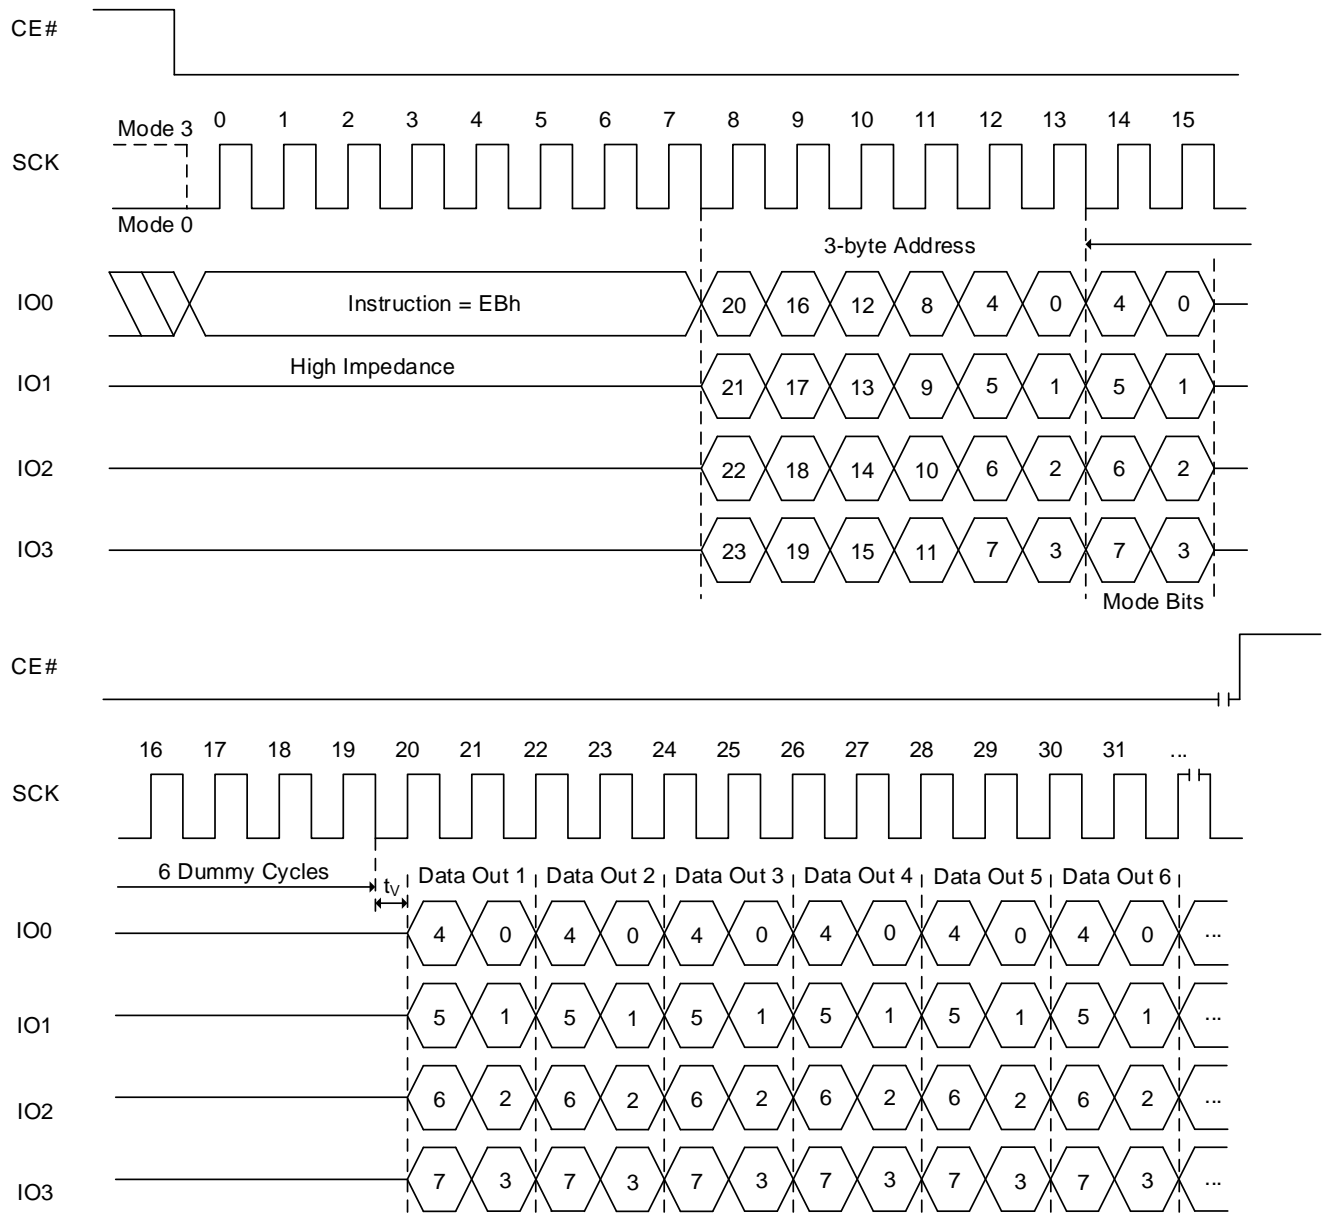 CE#
Mode 3 0 1 2 3 4 5 6 7 8 9 10 11 12 13 14 15
SCK
Mode 0
3-byte Address
IO0 Instruction = EBh 20 16 12 8 4 0 4 0
High Impedance
IO1 21 17 13 9 5 1 5 1
IO2 22 18 14 10 6 2 6 2
IO3 23 19 15 11 7 3 7 3
Mode Bits
CE#
16 17 18 19 20 21 22 23 24 25 26 27 28 29 30 31 ...
SCK
6 Dummy Cycles tV Data Out 1 Data Out 2 Data Out 3 Data Out 4 Data Out 5 Data Out 6
IO0 4 0 4 0 4 0 4 0 4 0 4 0 ...
IO1 5 1 5 1 5 1 5 1 5 1 5 1 ...
IO2 6 2 6 2 6 2 6 2 6 2 6 2 ...
IO3 7 3 7 3 7 3 7 3 7 3 7 3 ...